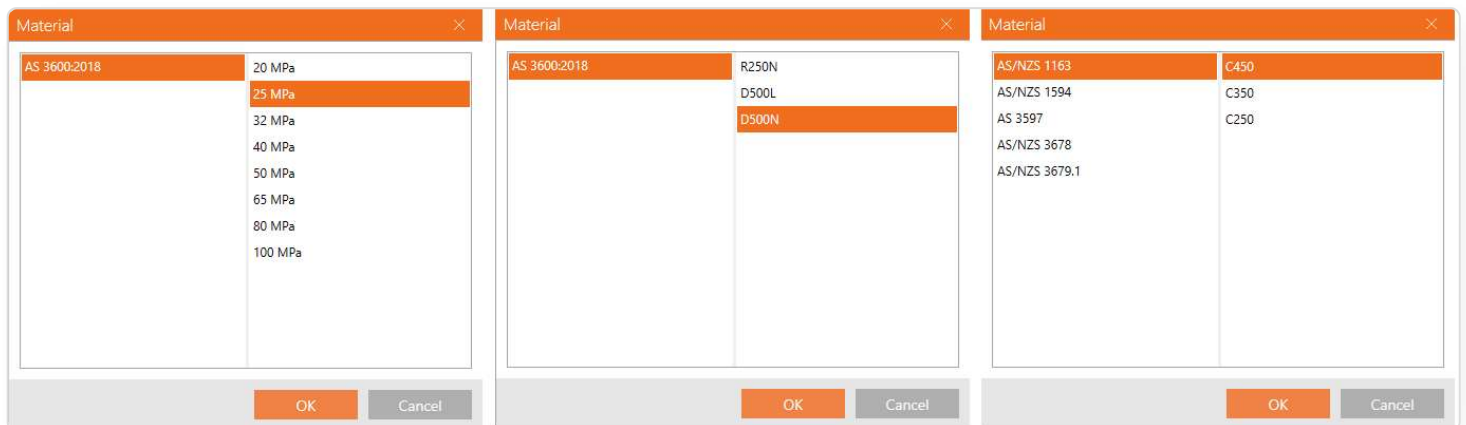 Material
AS 3600:2018
20 MPa
25 MPa
32 MPa
40 MPa
50 MPa
65 MPa
80 MPa
100 MPa
OK
Cancel
Material
AS 3600:2018
R250N
D500L
D500N
OK
Cancel
Material
AS/NZS 1163
AS/NZS 1594
AS 3597
AS/NZS 3678
AS/NZS 3679.1
C450
C350
C250
OK
Cancel